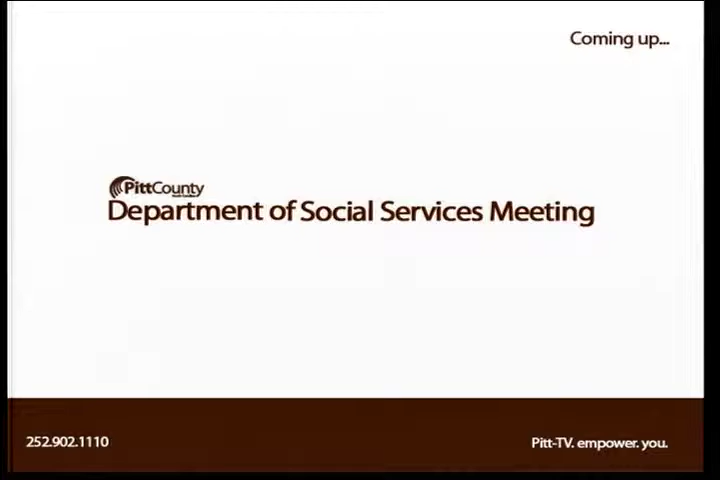 Coming up...
PittCounty
Department of Social Services Meeting
252.902.1110
Pitt-TV. empower. you.